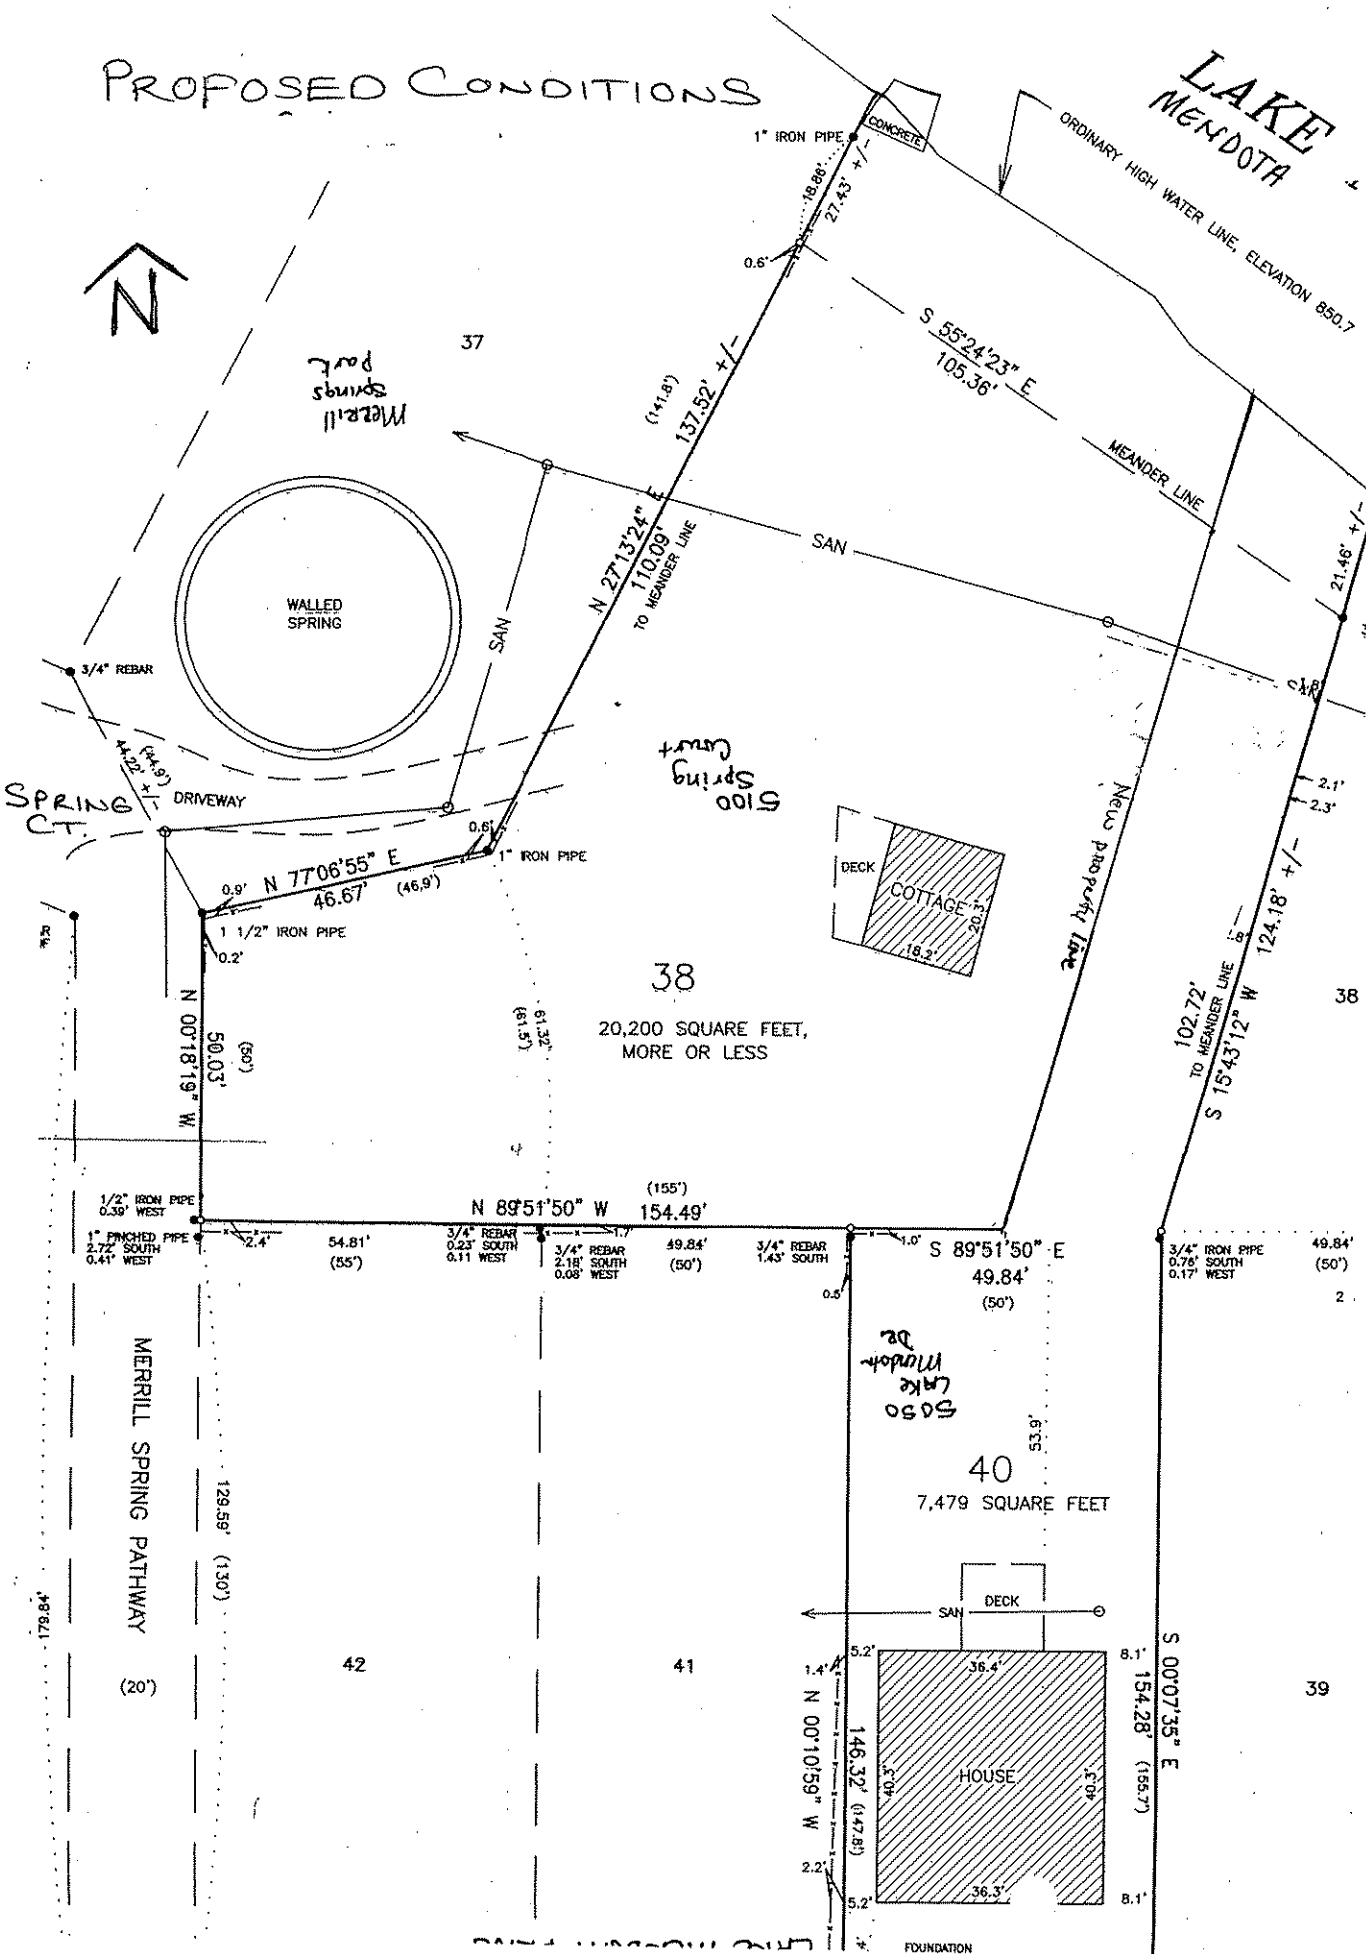 PROPOSED CONDITIONS
LAKE
MENDOTA
N
1" IRON PIPE
CONCRETE
ORDINARY HIGH WATER LINE, ELEVATION 850.7
18.86'
27.43' +/-
0.6'
37
Merrill
Springs
Park
S 55°24'23" E
105.36'
MEANDER LINE
(141.8')
137.52' +/-
N 27°13'24" E
110.09'
TO MEANDER LINE
SAN
SAN
WALLED
SPRING
21.46' +/-
3/4" REBAR
44.22' +/-
(44.9')
SPRING
CT.
DRIVEWAY
5100
Spring
Court
New property line
2.1'
2.3'
0.6'
1" IRON PIPE
N 77°06'55" E
46.67'
(46.9')
0.9'
1 1/2" IRON PIPE
0.2'
DECK
COTTAGE
20.3'
18.2'
124.18' +/-
102.72'
TO MEANDER LINE
S 15°43'12" W
38
38
20,200 SQUARE FEET,
MORE OR LESS
61.32'
(61.5')
N 00°18'19" W
50.03'
(50')
1/2" IRON PIPE
0.39' WEST
1" PINCHED PIPE
2.72' SOUTH
0.41' WEST
2.4'
N 89°51'50" W
(155')
154.49'
54.81'
(55')
3/4" REBAR
0.23' SOUTH
0.11 WEST
3/4" REBAR
2.18' SOUTH
0.08' WEST
1.7'
49.84'
(50')
3/4" REBAR
1.43' SOUTH
1.0'
S 89°51'50" E
49.84'
(50')
3/4" IRON PIPE
0.76' SOUTH
0.17' WEST
49.84'
(50')
2
0.5'
5050
Lake
Mendota
DR
53.9'
40
7,479 SQUARE FEET
MERRILL SPRING PATHWAY
(20')
129.59'
(130')
179.84'
42
41
39
SAN
DECK
5.2'
36.4'
8.1'
1.4'
N 00°10'59" W
146.32'
(147.8')
40.3'
HOUSE
40.3'
S 00°07'35" E
154.28'
(155.7')
2.2'
5.2'
36.3'
8.1'
FOUNDATION